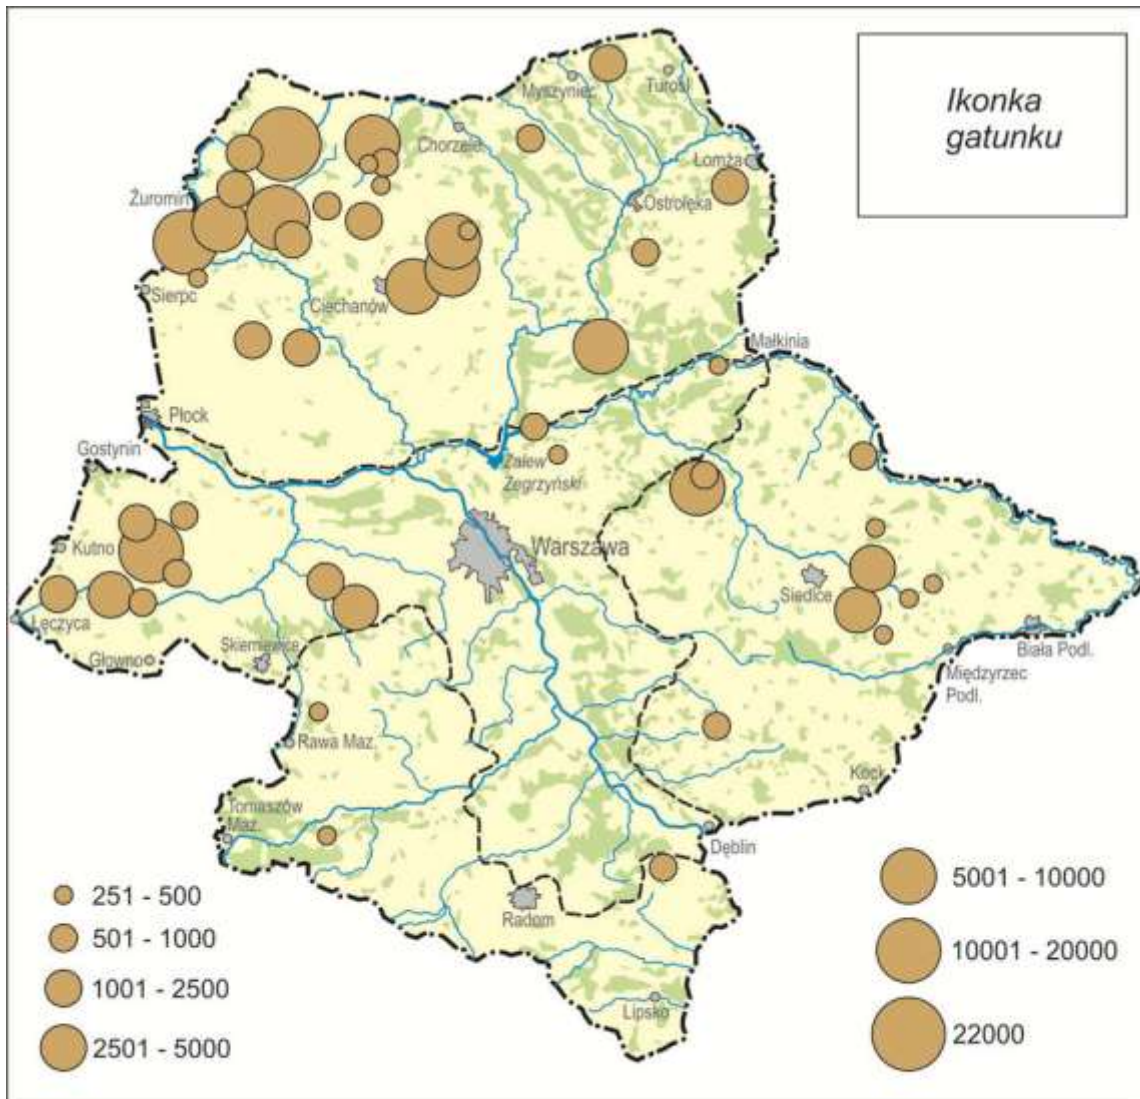 Ikonka
gatunku
Myszyniec
Turośl
Chorzele
Łomża
Żuromin
Ostrołęka
Sierpc
Ciechanów
Małkinia
Płock
Gostynin
Zalew
Zegrzyński
Kutno
Warszawa
Siedlce
Łęczyca
Skierniewice
Głowno
Biała Podl.
Międzyrzec
Podl.
Rawa Maz.
Kock
Tomaszów
Maz.
Dęblin
251 - 500
501 - 1000
1001 - 2500
2501 - 5000
Radom
Lipsko
5001 - 10000
10001 - 20000
22000